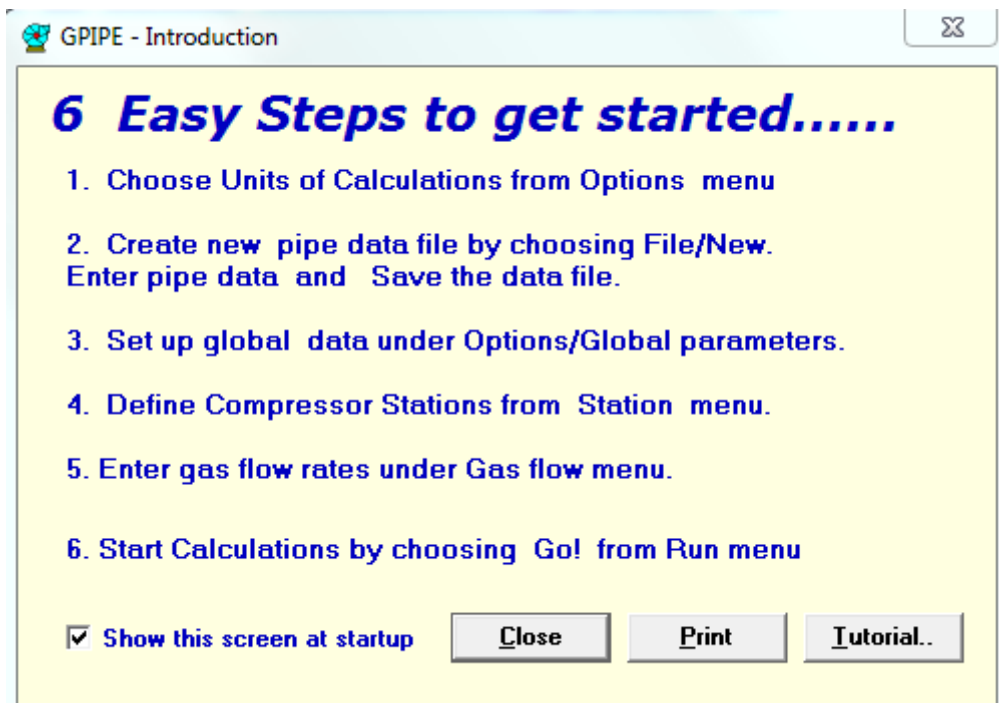 GPIPE - Introduction
6 Easy Steps to get started......
1. Choose Units of Calculations from Options menu
2. Create new pipe data file by choosing File/New.
Enter pipe data and Save the data file.
3. Set up global data under Options/Global parameters.
4. Define Compressor Stations from Station menu.
5. Enter gas flow rates under Gas flow menu.
6. Start Calculations by choosing Go! from Run menu
Show this screen at startup Close Print Tutorial..